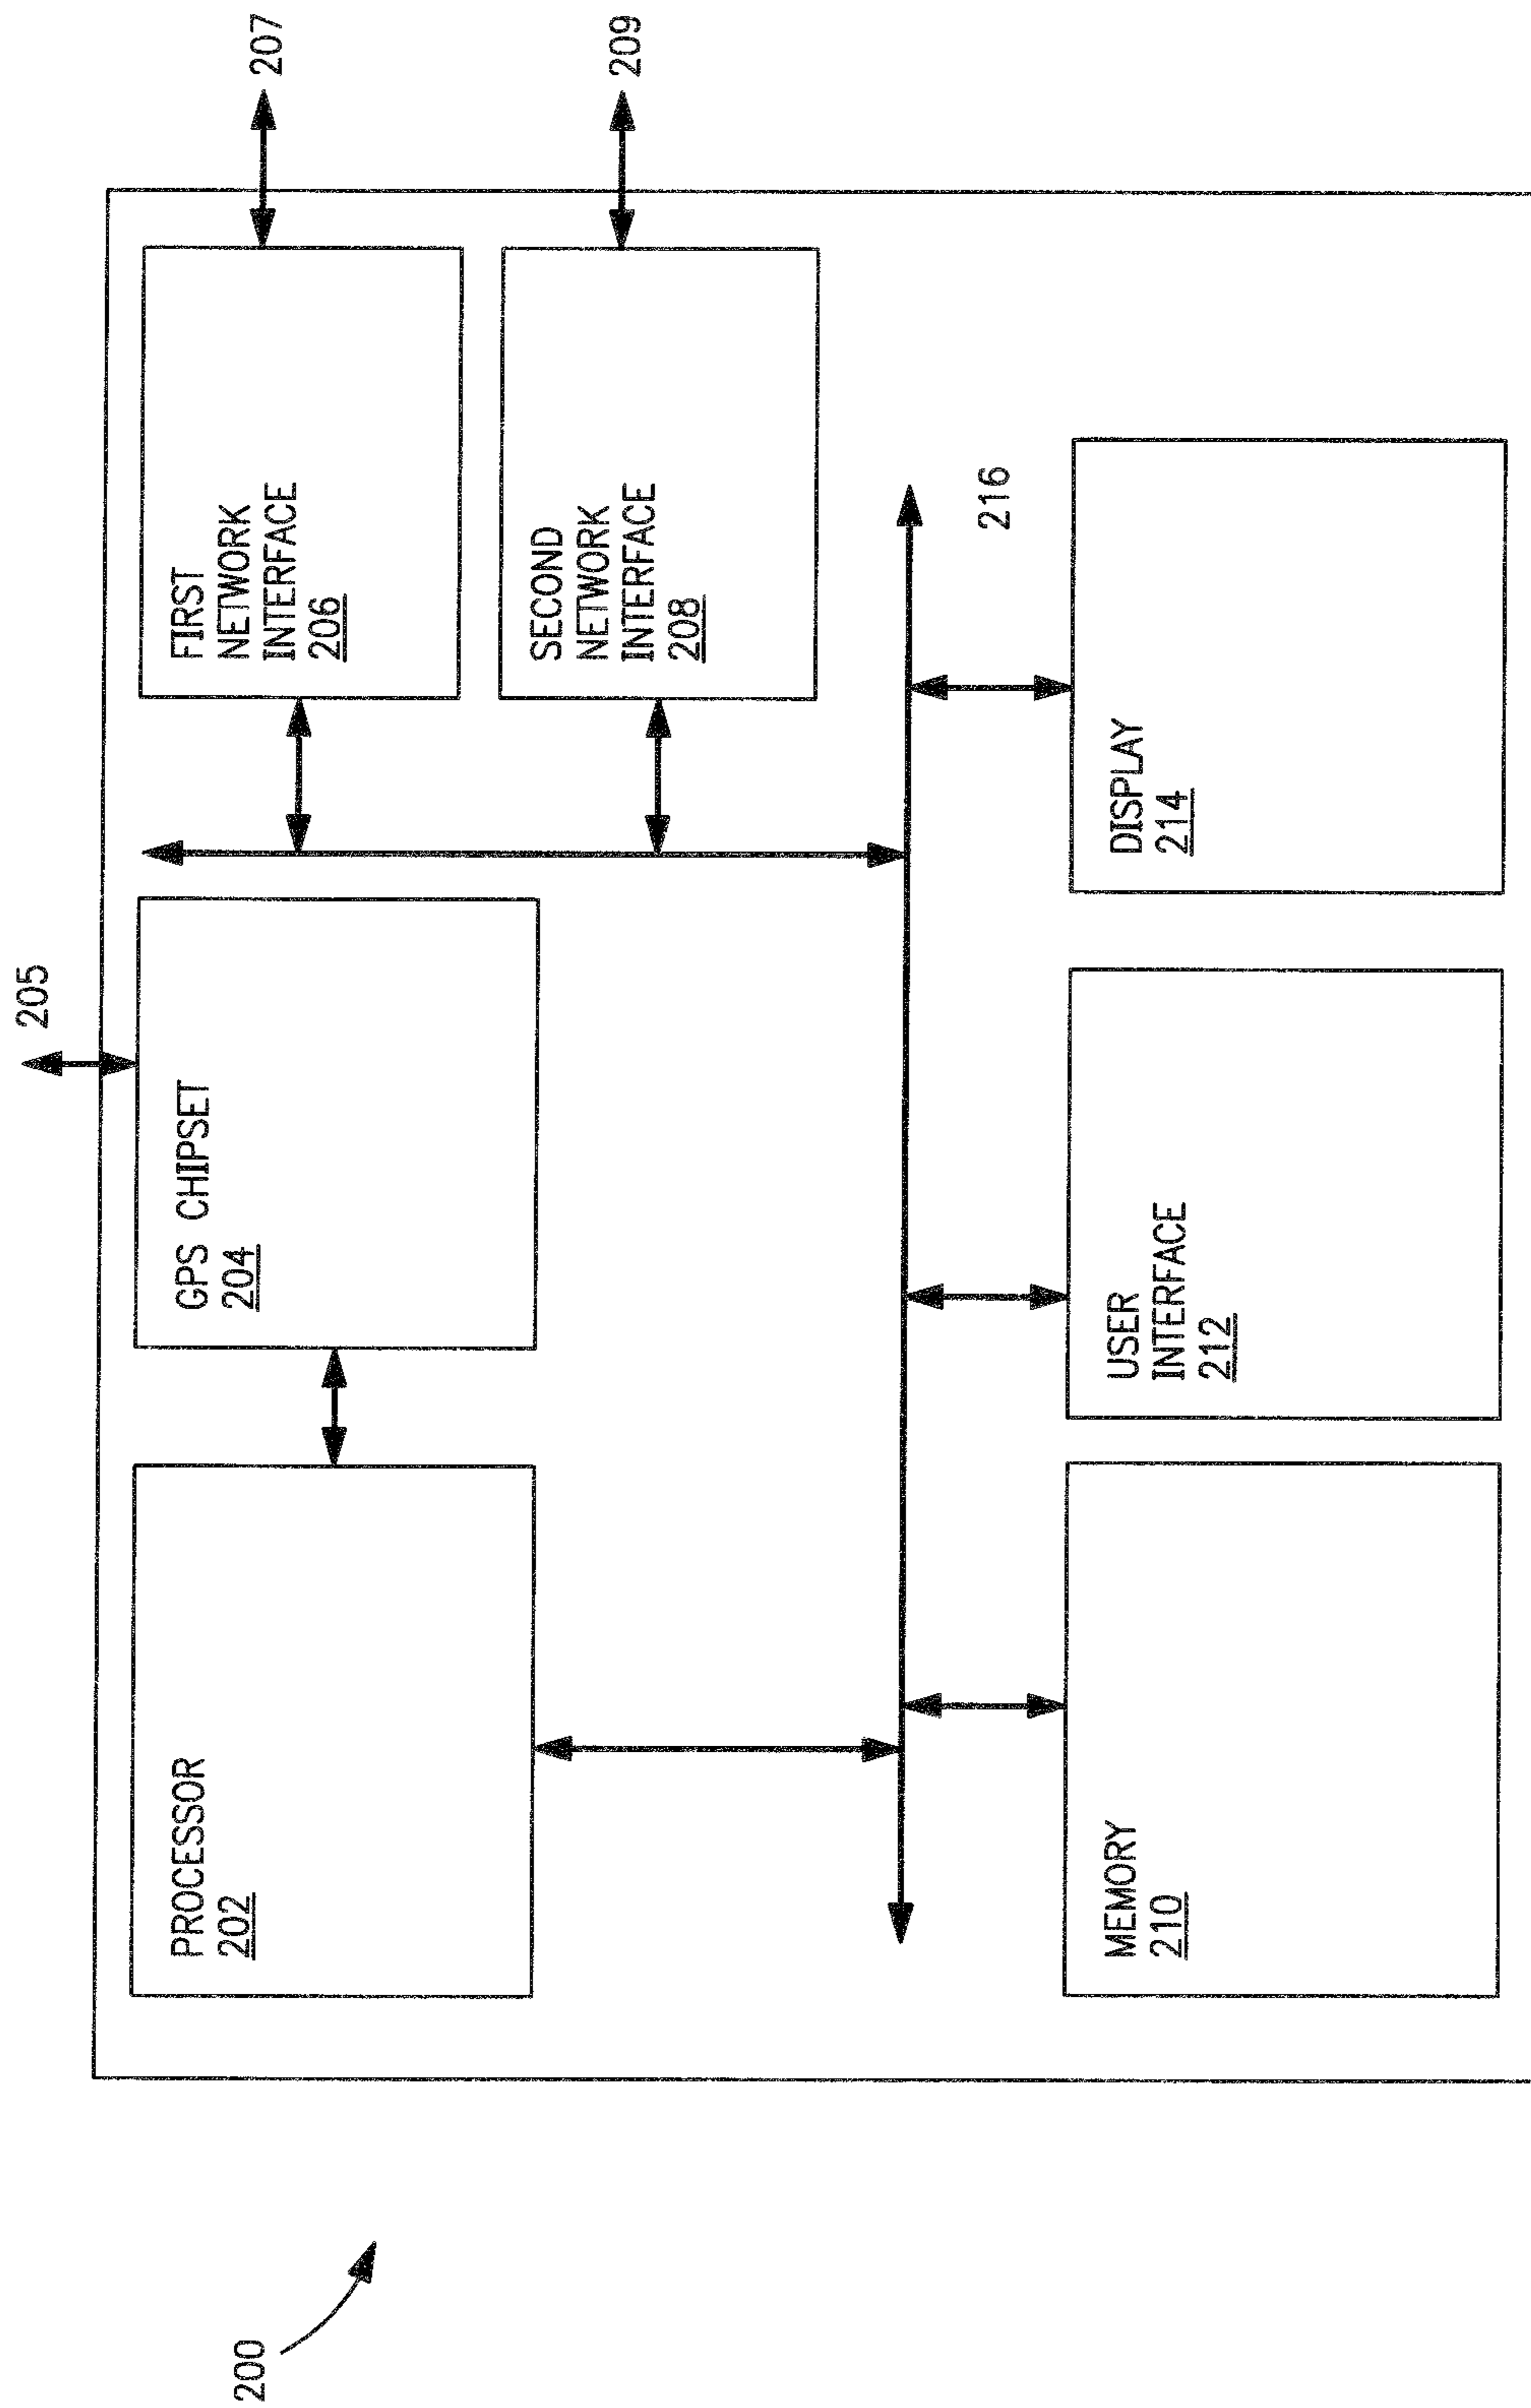 200
205
PROCESSOR
202
GPS CHIPSET
204
FIRST
NETWORK
INTERFACE
206
207
SECOND
NETWORK
INTERFACE
208
209
216
MEMORY
210
USER
INTERFACE
212
DISPLAY
214